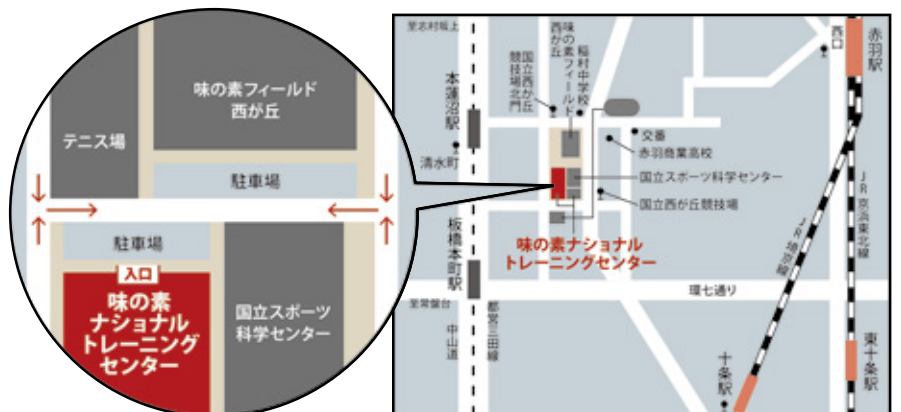 味の素フィールド
西が丘
テニス場
駐車場
駐車場
入口
味の素
ナショナル
トレーニング
センター
国立スポーツ
科学センター
至志村坂上
本蓮沼駅
清水町
国立西が丘
競技場北門
味の素フィールド
西が丘
稲村中学校
西口
赤羽駅
交番
赤羽商業高校
国立スポーツ科学センター
国立西が丘競技場
味の素ナショナル
トレーニングセンター
板橋本町駅
至常盤台
中山道
都営三田線
環七通り
JR埼京線
JR京浜東北線
十条駅
東十条駅